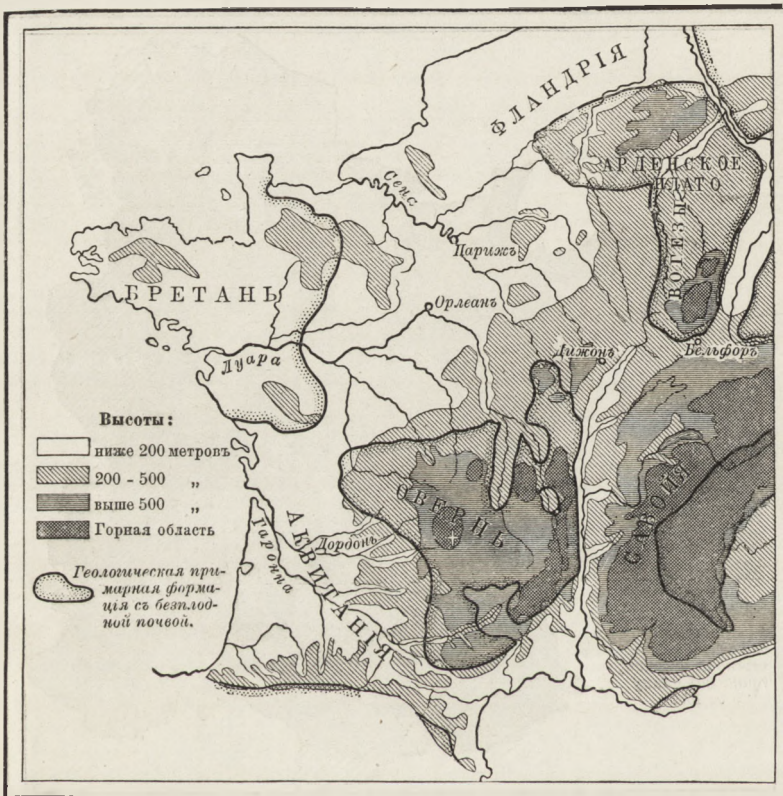 ФЛАНДРІЯ
АРДЕНСКОЕ
ПЛАТО
Сена
ВОГЕЗЫ
Парижъ
БРЕТАНЬ
Орлеанъ
Дижонъ
Бельфоръ
Луара
Высоты:
ниже 200 метровъ
200 - 500 „
выше 500 „
Горная область
ОВЕРНЬ
САВОЙЯ
АКВИТАНІЯ
Гаронна
Дордонь
Геологическая при-
марная форма-
ція съ безплод-
ной почвой.